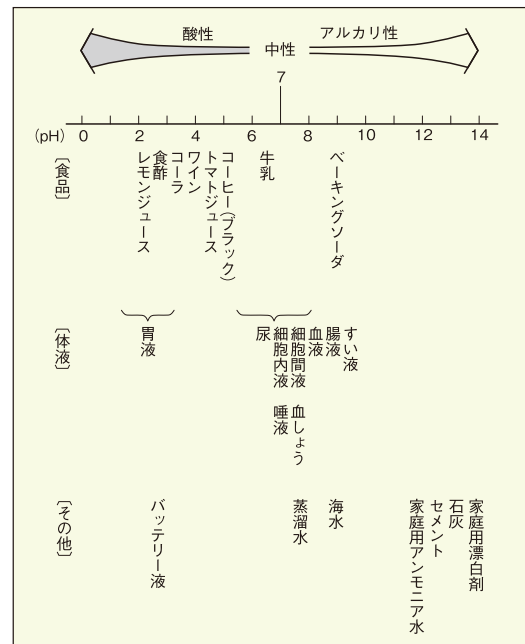 酸性
中性
アルカリ性
7
(pH) 0 2 4 6 8 10 12 14
〔食品〕
レモンジュース
食酢
コーラ
ワイン
トマトジュース
コーヒー(ブラック)
牛乳
ベーキングソーダ
〔体液〕
胃液
尿
細胞内液 唾液
細胞間液 血しょう
血液
腸液
すい液
〔その他〕
バッテリー液
蒸溜水
海水
家庭用アンモニア水
セメント
石灰
家庭用漂白剤